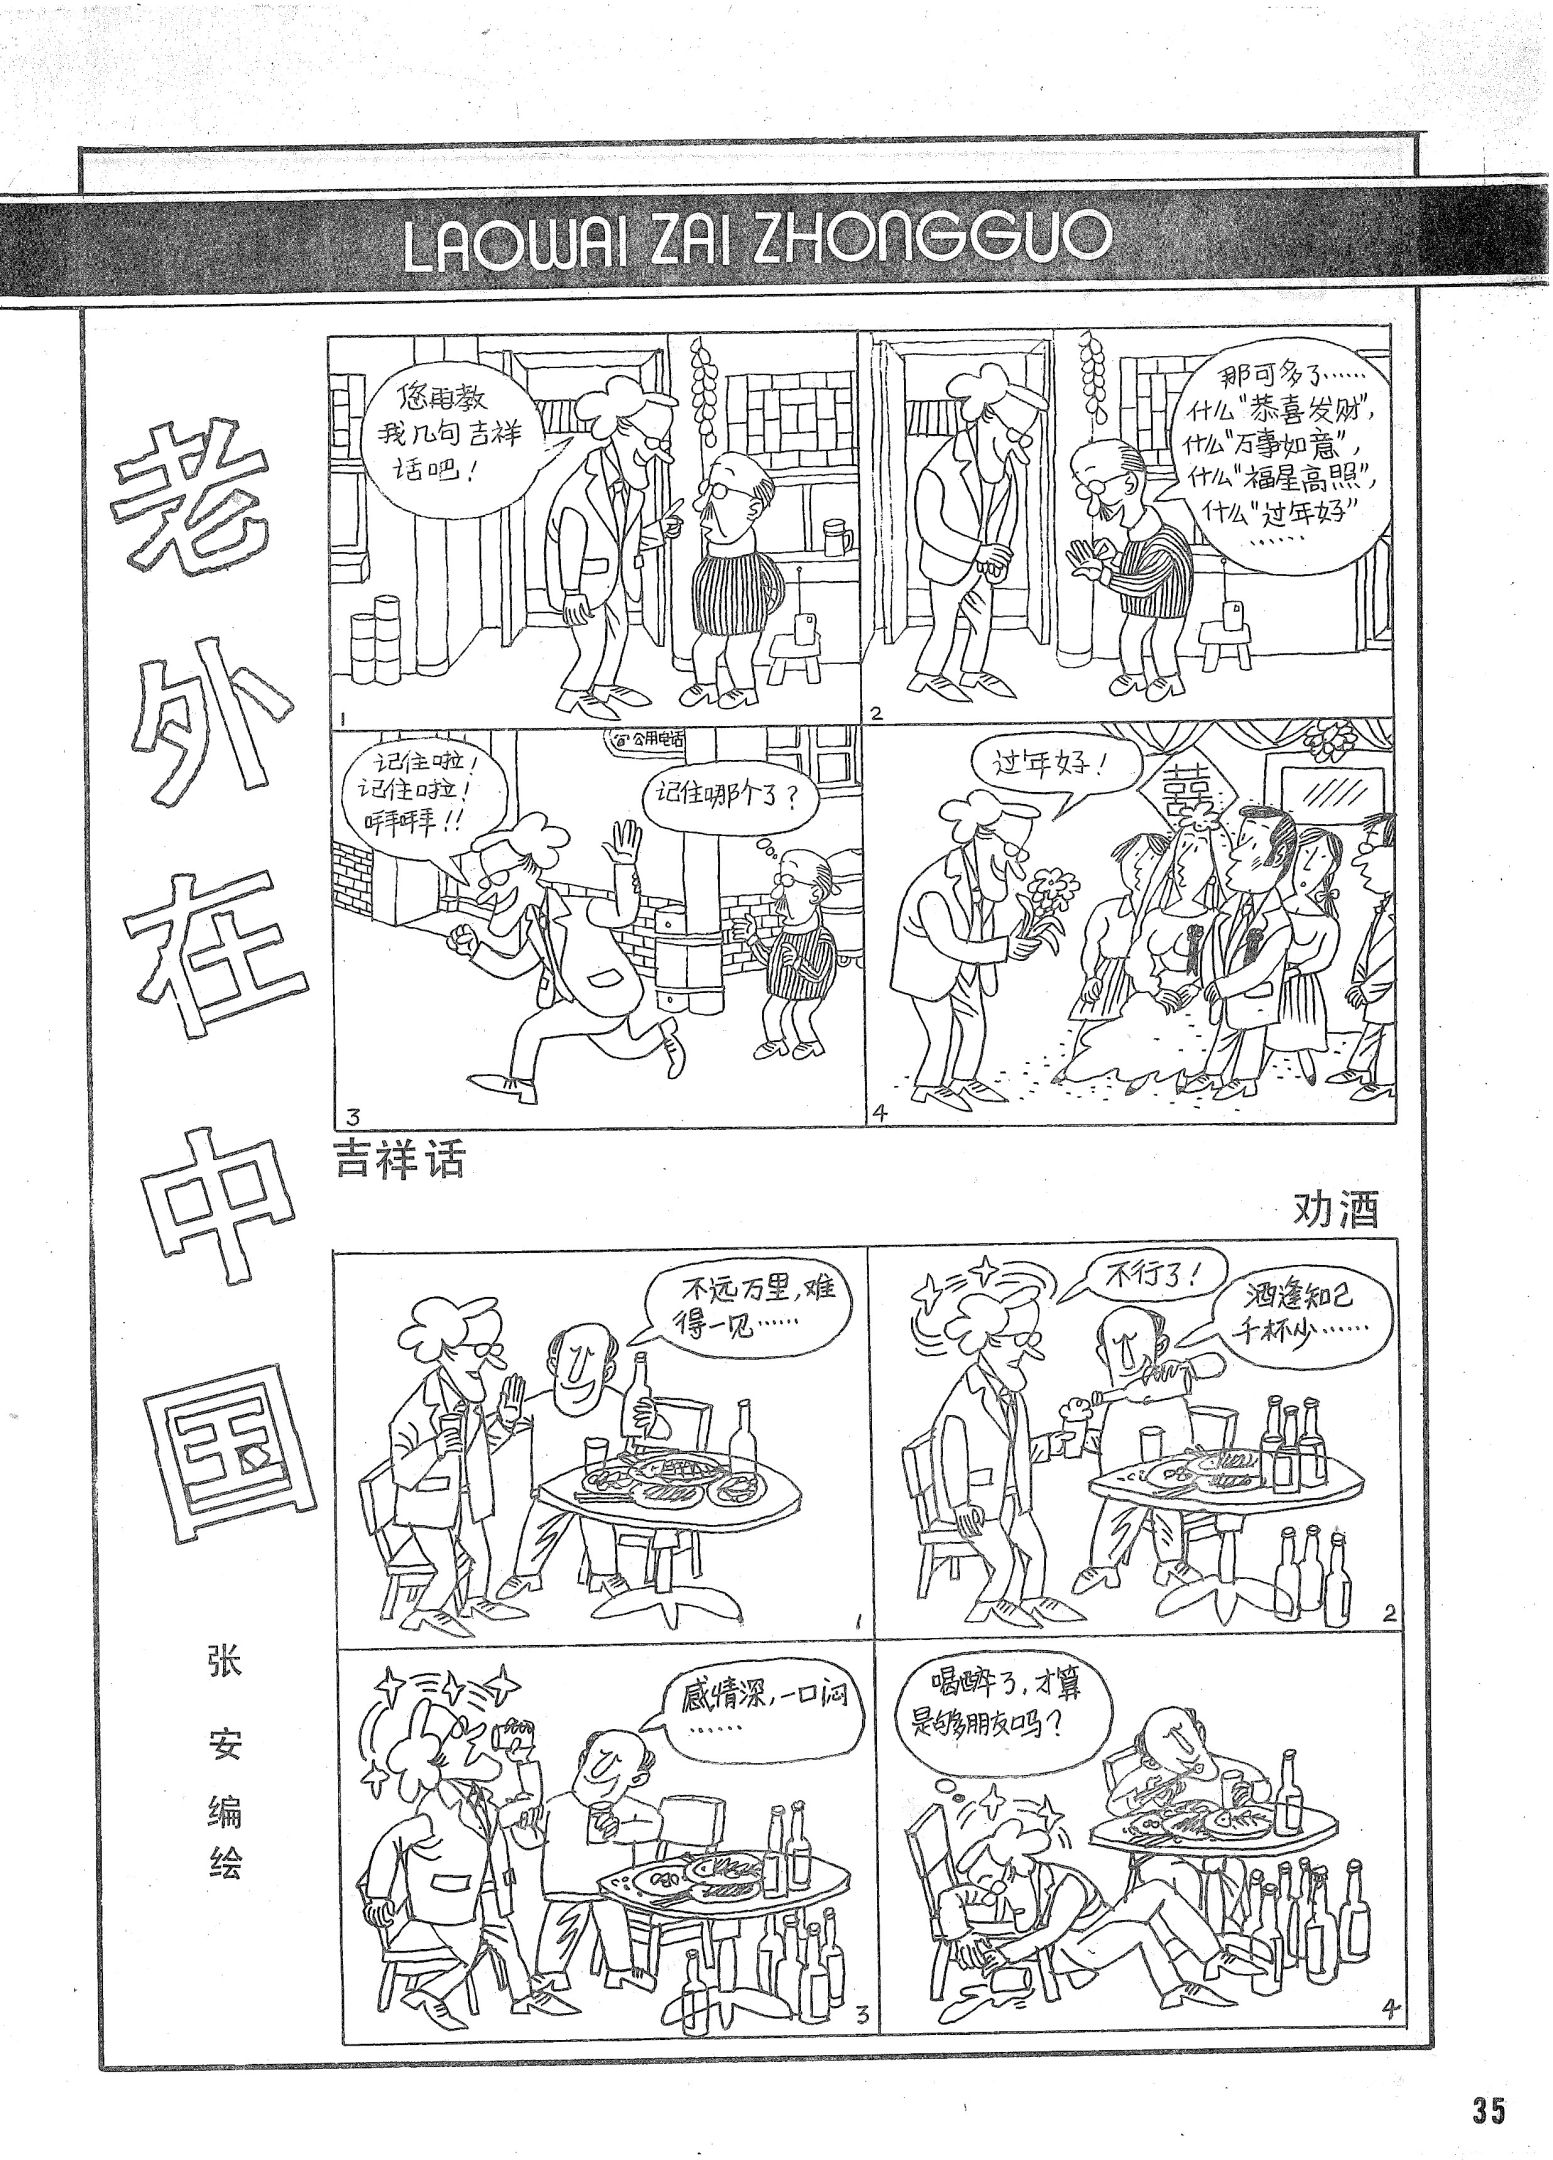 LAOWAI ZAI ZHONGGUO
老外在中国
张安编绘
您再教
我几句吉祥
话吧！
1
那可多了……
什么“恭喜发财”，
什么“万事如意”，
什么“福星高照”，
什么“过年好”
……
2
公用电话
记住啦！
记住啦！
呯呯！！
记住哪个了？
3
过年好！
囍
4
吉祥话
劝酒
不远万里，难
得一见……
1
不行了！
酒逢知己
千杯少……
2
感情深，一口闷
……
3
喝醉了，才算
是够朋友吗？
4
35